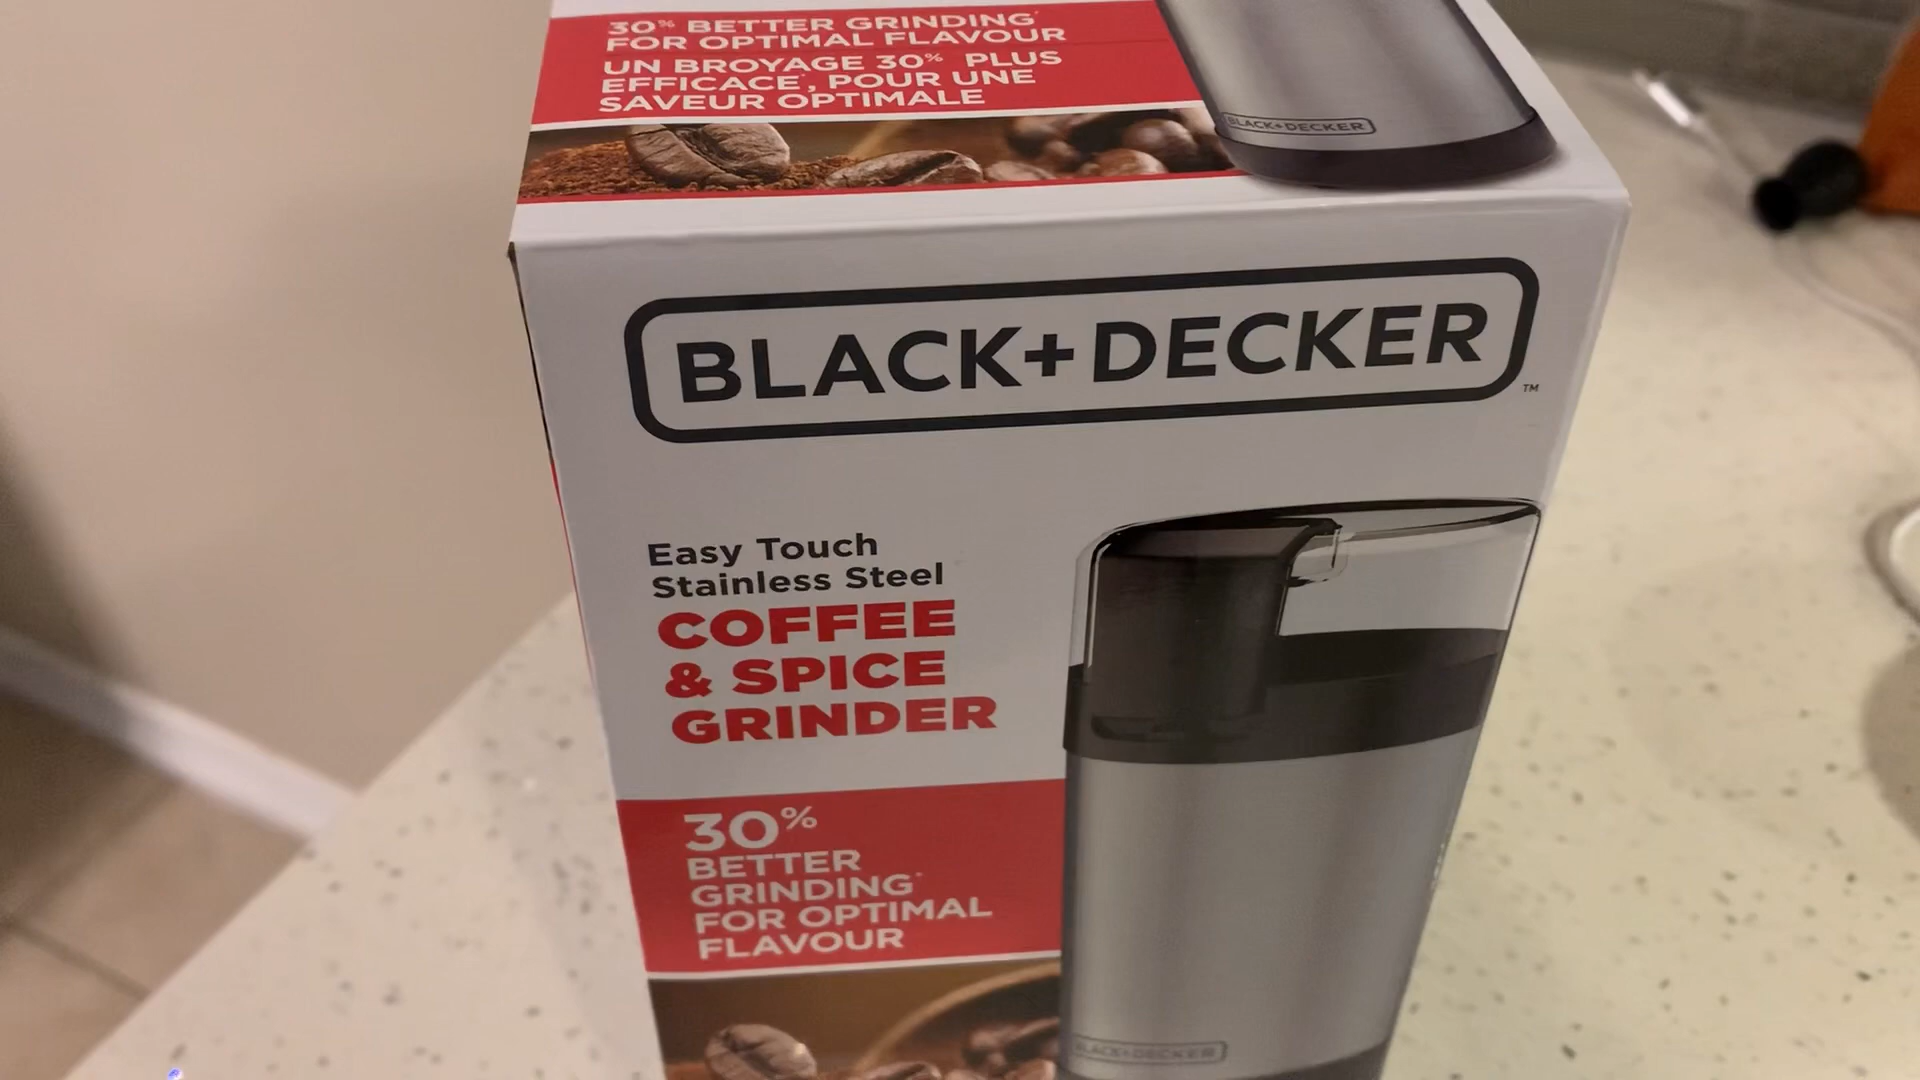 30% BETTER GRINDING*
FOR OPTIMAL FLAVOUR
UN BROYAGE 30% PLUS
EFFICACE*, POUR UNE
SAVEUR OPTIMALE
BLACK+DECKER
BLACK+DECKER
TM
Easy Touch
Stainless Steel
COFFEE
& SPICE
GRINDER
30%
BETTER
GRINDING*
FOR OPTIMAL
FLAVOUR
BLACK+DECKER